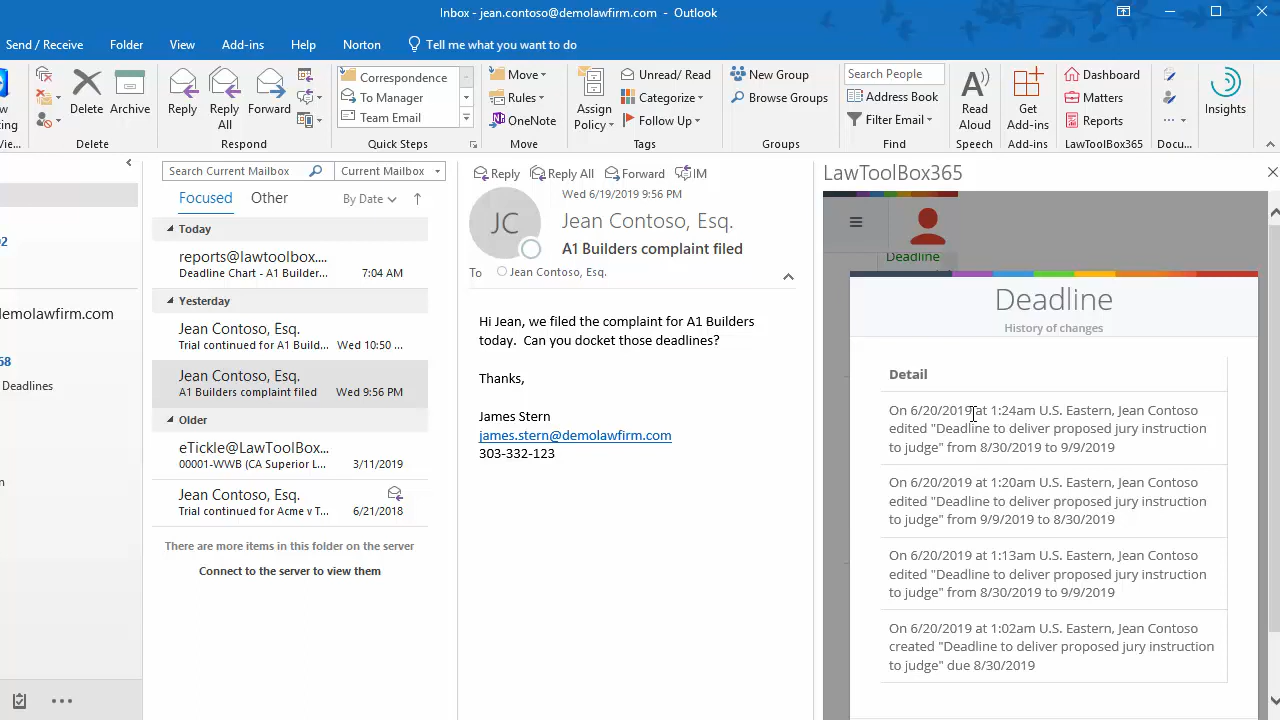 Inbox - jean.contoso@demolawfirm.com - Outlook
Send / Receive Folder View Add-ins Help Norton Tell me what you want to do
Delete Archive
Delete
Reply Reply All Forward
Respond
Correspondence
To Manager
Team Email
Quick Steps
Move
Rules
OneNote
Move
Assign Policy
Unread/ Read
Categorize
Follow Up
Tags
New Group
Browse Groups
Groups
Search People
Address Book
Filter Email
Find
Read Aloud
Speech
Get Add-ins
Add-ins
Dashboard
Matters
Reports
LawToolBox365
...
Docu...
Insights
demolawfirm.com
Deadlines
Search Current Mailbox Current Mailbox
Focused Other By Date
Today
reports@lawtoolbox....
Deadline Chart - A1 Builder... 7:04 AM
Yesterday
Jean Contoso, Esq.
Trial continued for A1 Build... Wed 10:50 ...
Jean Contoso, Esq.
A1 Builders complaint filed Wed 9:56 PM
Older
eTickle@LawToolBox...
00001-WWB (CA Superior L... 3/11/2019
Jean Contoso, Esq.
Trial continued for Acme v T... 6/21/2018
There are more items in this folder on the server
Connect to the server to view them
Reply Reply All Forward IM
Wed 6/19/2019 9:56 PM
JC
Jean Contoso, Esq.
A1 Builders complaint filed
To Jean Contoso, Esq.
Hi Jean, we filed the complaint for A1 Builders
today. Can you docket those deadlines?
Thanks,
James Stern
james.stern@demolawfirm.com
303-332-123
LawToolBox365
Deadline
Deadline
History of changes
Detail
On 6/20/2019 at 1:24am U.S. Eastern, Jean Contoso
edited "Deadline to deliver proposed jury instruction
to judge" from 8/30/2019 to 9/9/2019
On 6/20/2019 at 1:20am U.S. Eastern, Jean Contoso
edited "Deadline to deliver proposed jury instruction
to judge" from 9/9/2019 to 8/30/2019
On 6/20/2019 at 1:13am U.S. Eastern, Jean Contoso
edited "Deadline to deliver proposed jury instruction
to judge" from 8/30/2019 to 9/9/2019
On 6/20/2019 at 1:02am U.S. Eastern, Jean Contoso
created "Deadline to deliver proposed jury instruction
to judge" due 8/30/2019